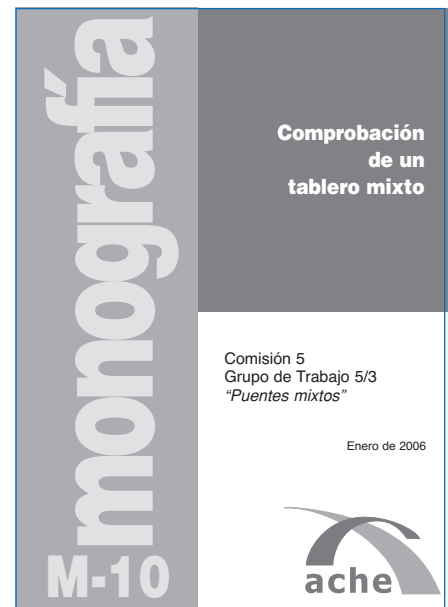 monografía
M-10
Comprobación
de un
tablero mixto
Comisión 5
Grupo de Trabajo 5/3
“Puentes mixtos”
Enero de 2006
ache